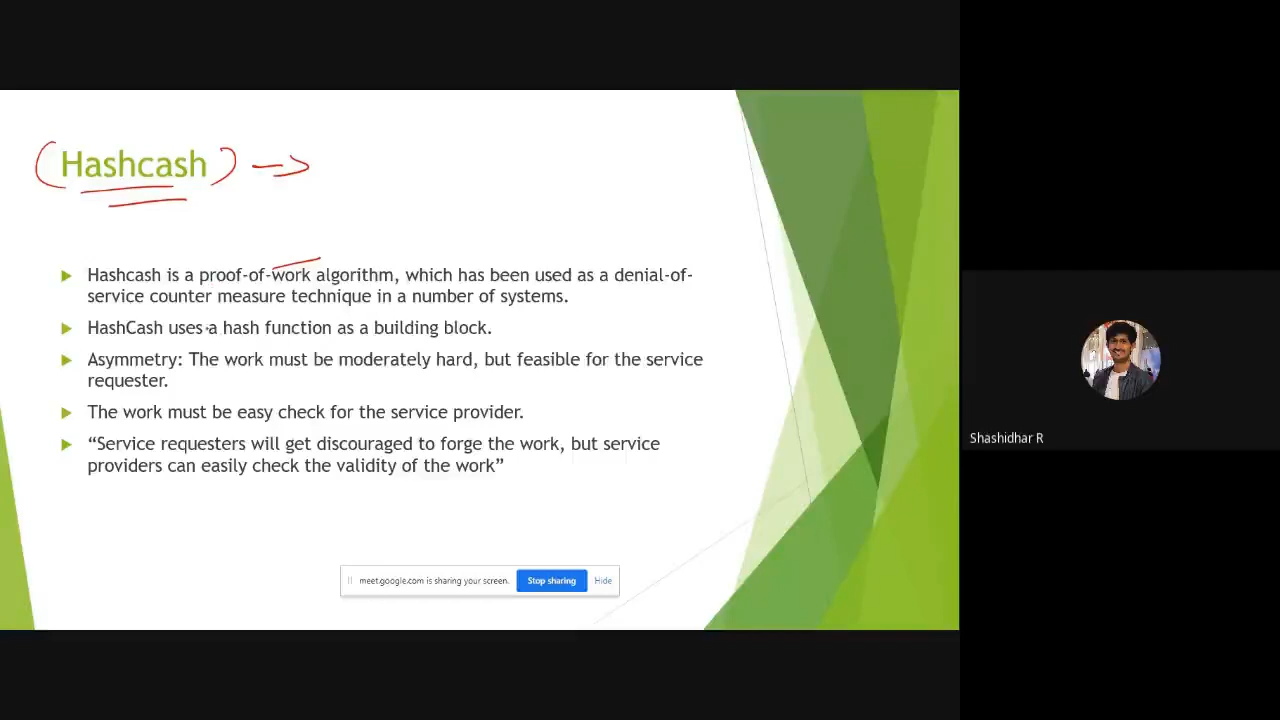 Hashcash
Hashcash is a proof-of-work algorithm, which has been used as a denial-of-
service counter measure technique in a number of systems.
HashCash uses a hash function as a building block.
Asymmetry: The work must be moderately hard, but feasible for the service
requester.
The work must be easy check for the service provider.
“Service requesters will get discouraged to forge the work, but service
providers can easily check the validity of the work”
meet.google.com is sharing your screen. Stop sharing Hide
Shashidhar R